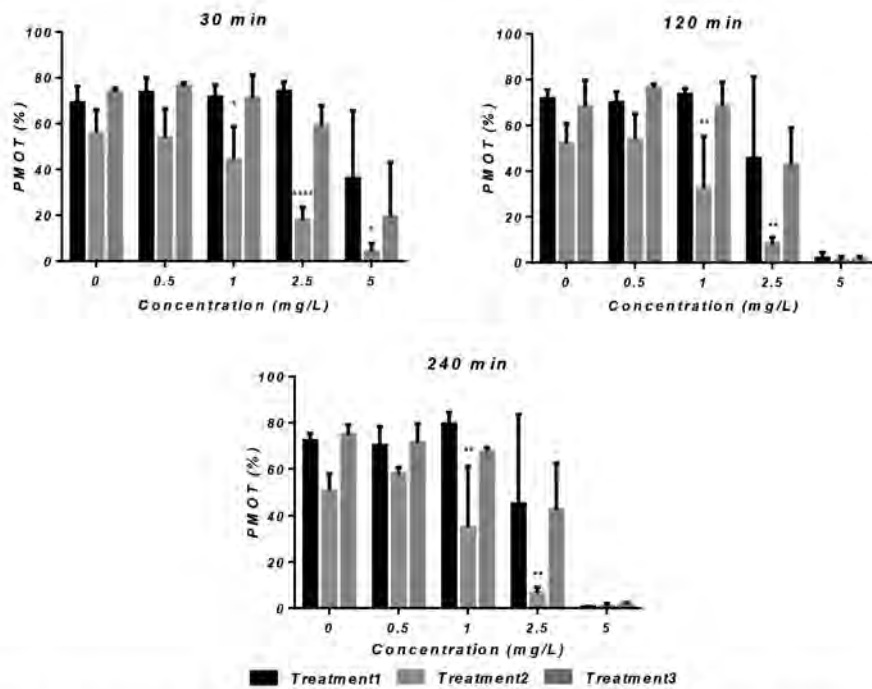 30 min
100
80
60
40
20
0
PMOT (%)
*
****
*
0 0.5 1 2.5 5
Concentration (mg/L)
120 min
100
80
60
40
20
0
PMOT (%)
**
**
0 0.5 1 2.5 5
Concentration (mg/L)
240 min
100
80
60
40
20
0
PMOT (%)
**
**
0 0.5 1 2.5 5
Concentration (mg/L)
Treatment1 Treatment2 Treatment3